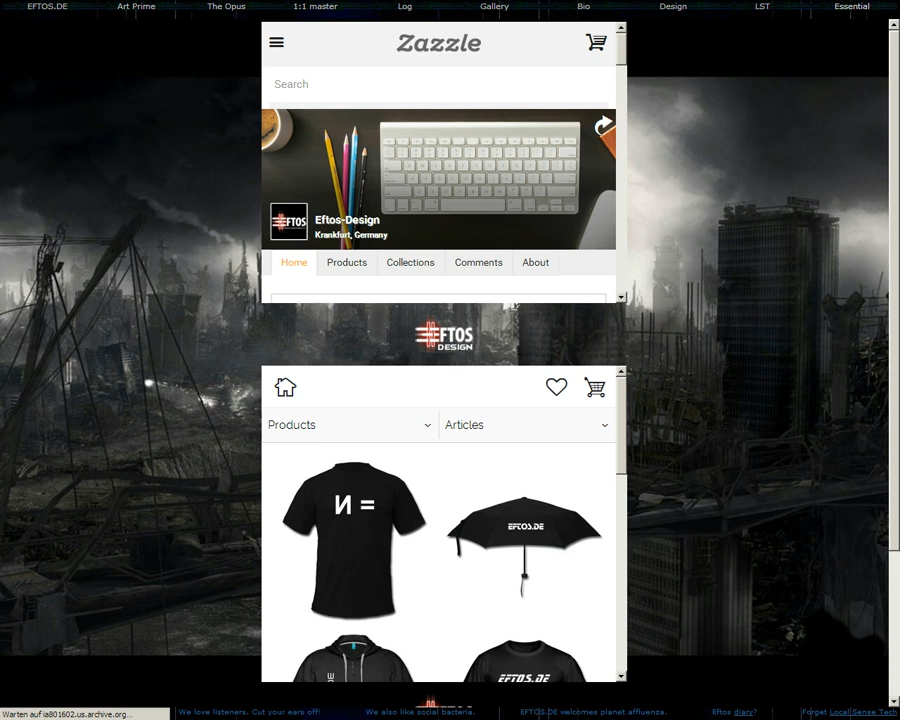 EFTOS.DE Art Prime The Opus 1:1 master Log Gallery Bio Design LST Essential
Zazzle
Search
EFTOS
Eftos-Design
Krankfurt, Germany
Home Products Collections Comments About
EFTOS
DESIGN
Products Articles
И =
EFTOS.DE
EFTOS.DE
Warten auf ia801602.us.archive.org... We love listeners. Cut your ears off! We also like social bacteria. EFTOS.DE welcomes planet affluenza. Eftos diary? Forget Local Sense Tech